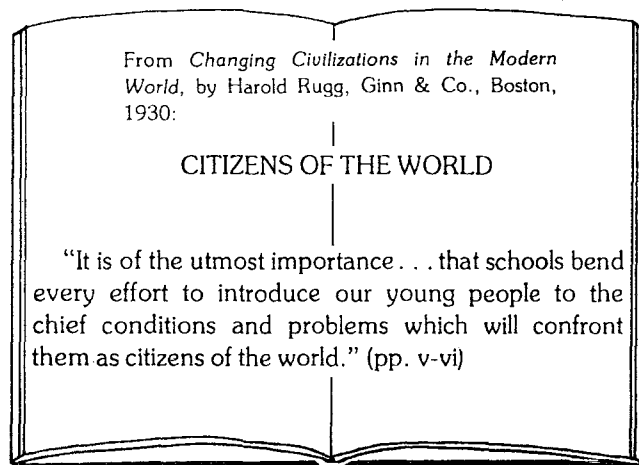 From Changing Civilizations in the Modern
World, by Harold Rugg, Ginn & Co., Boston,
1930:
CITIZENS OF THE WORLD
"It is of the utmost importance . . . that schools bend
every effort to introduce our young people to the
chief conditions and problems which will confront
them as citizens of the world." (pp. v-vi)